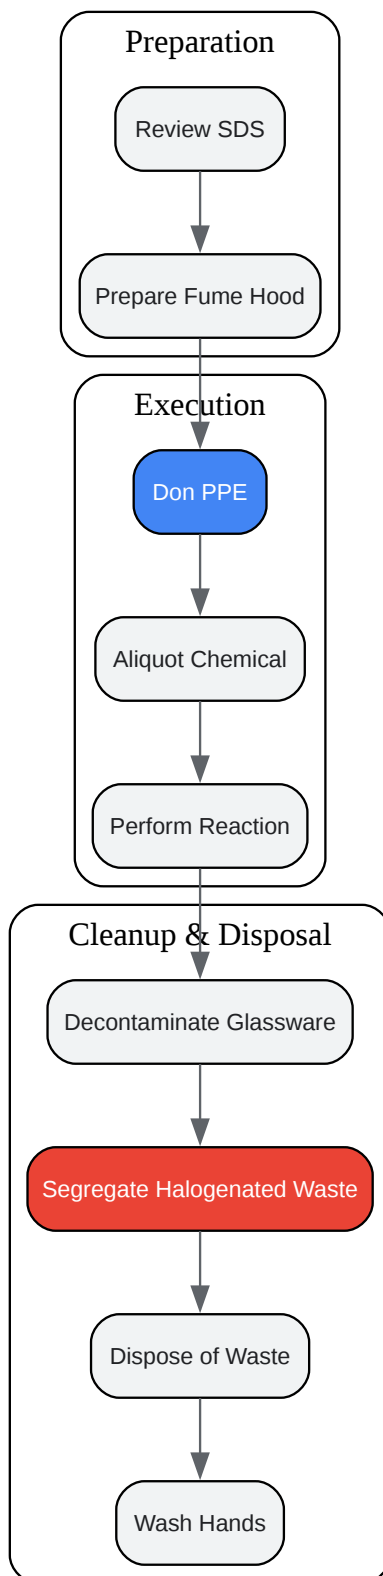 Preparation
Review SDS
Prepare Fume Hood
Execution
Don PPE
Aliquot Chemical
Perform Reaction
Cleanup & Disposal
Decontaminate Glassware
Segregate Halogenated Waste
Dispose of Waste
Wash Hands